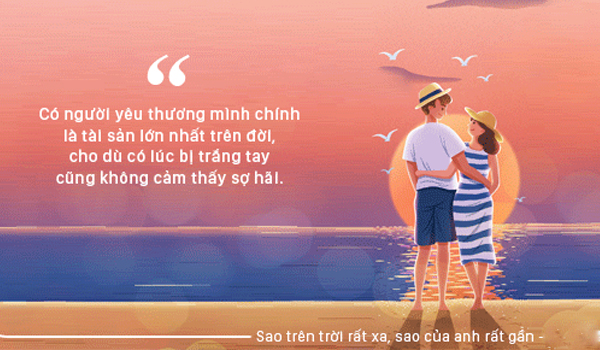 “
Có người yêu thương mình chính
là tài sản lớn nhất trên đời,
cho dù có lúc bị trắng tay
cũng không cảm thấy sợ hãi.
Sao trên trời rất xa, sao của anh rất gần -